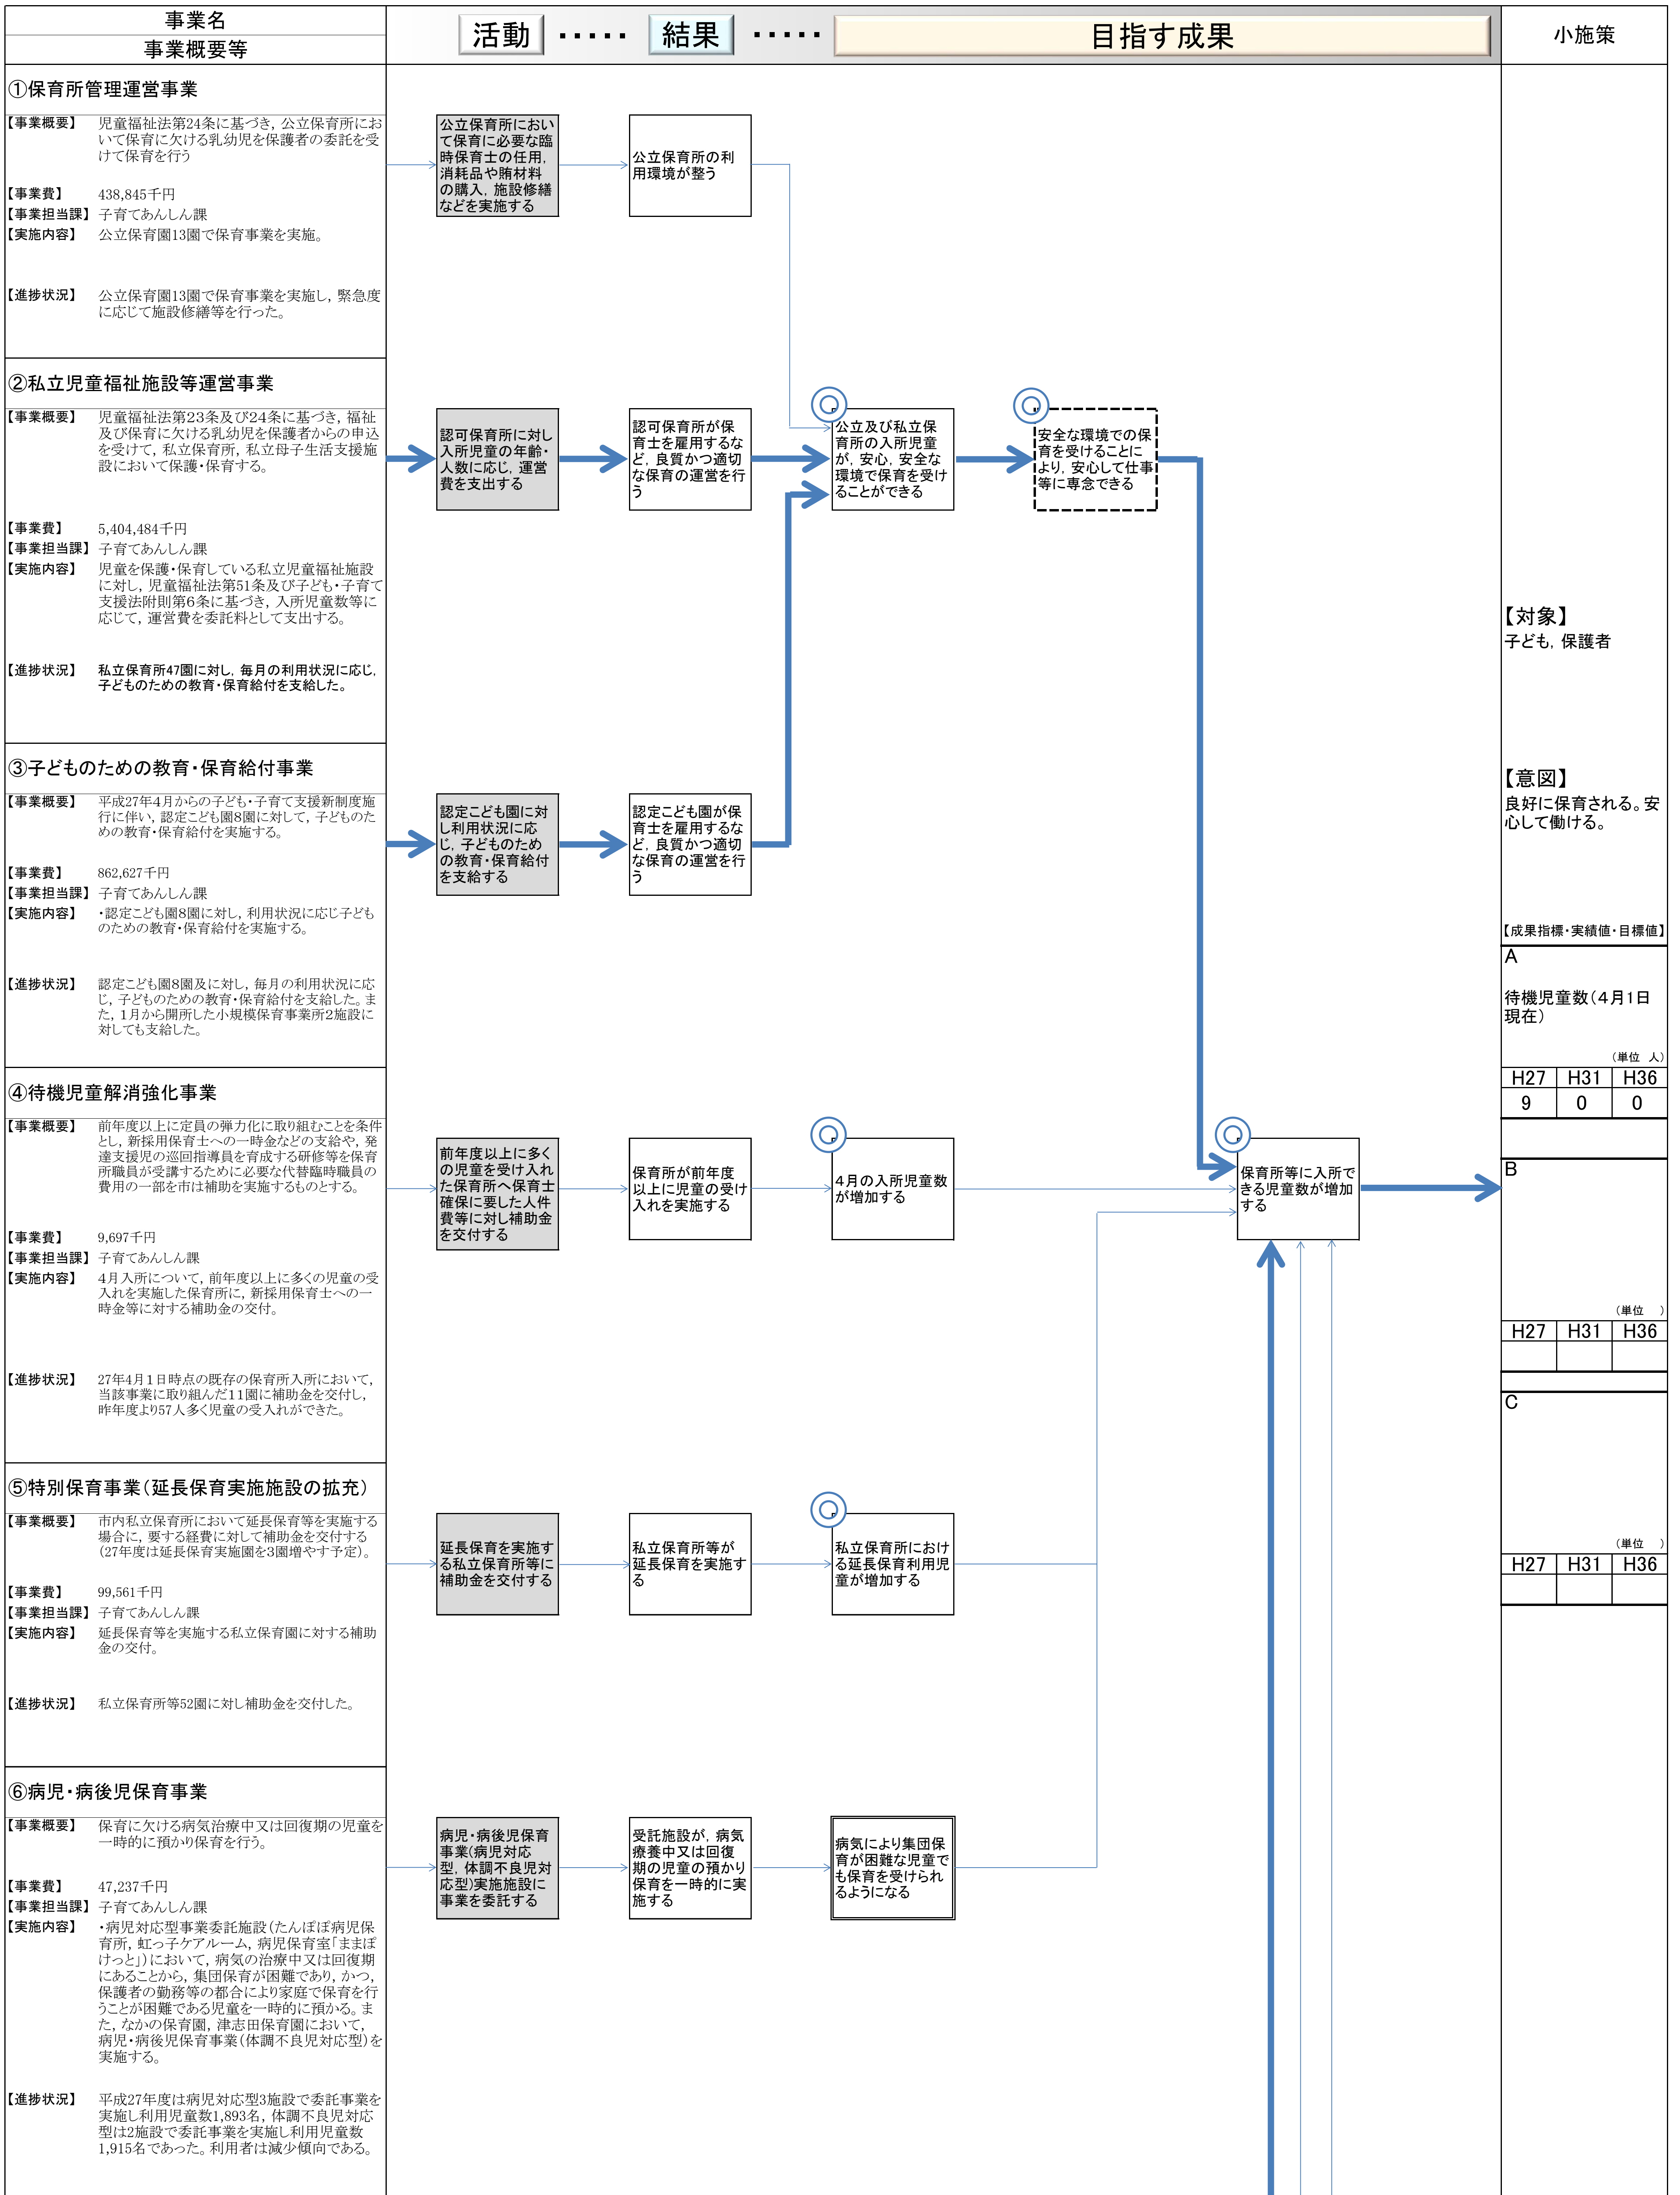 事業名
事業概要等
活動 ····· 結果 ····· 目指す成果
小施策
①保育所管理運営事業
【事業概要】 児童福祉法第24条に基づき，公立保育所にお
いて保育に欠ける乳幼児を保護者の委託を受
けて保育を行う
【事業費】 438,845千円
【事業担当課】 子育てあんしん課
【実施内容】 公立保育園13園で保育事業を実施。
【進捗状況】 公立保育園13園で保育事業を実施し，緊急度
に応じて施設修繕等を行った。
公立保育所におい
て保育に必要な臨
時保育士の任用，
消耗品や賄材料
の購入，施設修繕
などを実施する
公立保育所の利
用環境が整う
②私立児童福祉施設等運営事業
【事業概要】 児童福祉法第23条及び24条に基づき，福祉
及び保育に欠ける乳幼児を保護者からの申込
を受けて，私立保育所，私立母子生活支援施
設において保護・保育する。
【事業費】 5,404,484千円
【事業担当課】 子育てあんしん課
【実施内容】 児童を保護・保育している私立児童福祉施設
に対し，児童福祉法第51条及び子ども・子育て
支援法附則第6条に基づき，入所児童数等に
応じて，運営費を委託料として支出する。
【進捗状況】 私立保育所47園に対し，毎月の利用状況に応じ，
子どものための教育・保育給付を支給した。
認可保育所に対し
入所児童の年齢・
人数に応じ，運営
費を支出する
認可保育所が保
育士を雇用するな
ど，良質かつ適切
な保育の運営を行
う
公立及び私立保
育所の入所児童
が，安心，安全な
環境で保育を受け
ることができる
安全な環境での保
育を受けることに
より，安心して仕事
等に専念できる
③子どものための教育・保育給付事業
【事業概要】 平成27年4月からの子ども・子育て支援新制度施
行に伴い，認定こども園8園に対して，子どものた
めの教育・保育給付を実施する。
【事業費】 862,627千円
【事業担当課】 子育てあんしん課
【実施内容】 ・認定こども園8園に対し，利用状況に応じ子ども
のための教育・保育給付を実施する。
【進捗状況】 認定こども園8園及に対し，毎月の利用状況に応
じ，子どものための教育・保育給付を支給した。ま
た，1月から開所した小規模保育事業所2施設に
対しても支給した。
認定こども園に対
し利用状況に応
じ，子どものため
の教育・保育給付
を支給する
認定こども園が保
育士を雇用するな
ど，良質かつ適切
な保育の運営を行
う
④待機児童解消強化事業
【事業概要】 前年度以上に定員の弾力化に取り組むことを条件
とし，新採用保育士への一時金などの支給や，発
達支援児の巡回指導員を育成する研修等を保育
所職員が受講するために必要な代替臨時職員の
費用の一部を市は補助を実施するものとする。
【事業費】 9,697千円
【事業担当課】 子育てあんしん課
【実施内容】 4月入所について，前年度以上に多くの児童の受
入れを実施した保育所に，新採用保育士への一
時金等に対する補助金の交付。
【進捗状況】 27年4月1日時点の既存の保育所入所において，
当該事業に取り組んだ11園に補助金を交付し，
昨年度より57人多く児童の受入れができた。
前年度以上に多く
の児童を受け入れ
た保育所へ保育士
確保に要した人件
費等に対し補助金
を交付する
保育所が前年度
以上に児童の受け
入れを実施する
4月の入所児童数
が増加する
保育所等に入所で
きる児童数が増加
する
⑤特別保育事業（延長保育実施施設の拡充）
【事業概要】 市内私立保育所において延長保育等を実施する
場合に，要する経費に対して補助金を交付する
（27年度は延長保育実施園を3園増やす予定）。
【事業費】 99,561千円
【事業担当課】 子育てあんしん課
【実施内容】 延長保育等を実施する私立保育園に対する補助
金の交付。
【進捗状況】 私立保育所等52園に対し補助金を交付した。
延長保育を実施す
る私立保育所等に
補助金を交付する
私立保育所等が
延長保育を実施す
る
私立保育所におけ
る延長保育利用児
童が増加する
⑥病児・病後児保育事業
【事業概要】 保育に欠ける病気治療中又は回復期の児童を
一時的に預かり保育を行う。
【事業費】 47,237千円
【事業担当課】 子育てあんしん課
【実施内容】 ・病児対応型事業委託施設（たんぽぽ病児保
育所，虹っ子ケアルーム，病児保育室「ままぽ
けっと」）において，病気の治療中又は回復期
にあることから，集団保育が困難であり，かつ，
保護者の勤務等の都合により家庭で保育を行
うことが困難である児童を一時的に預かる。ま
た，なかの保育園，津志田保育園において，
病児・病後児保育事業（体調不良児対応型）を
実施する。
【進捗状況】 平成27年度は病児対応型3施設で委託事業を
実施し利用児童数1,893名，体調不良児対応
型は2施設で委託事業を実施し利用児童数
1,915名であった。利用者は減少傾向である。
病児・病後児保育
事業(病児対応
型，体調不良児対
応型)実施施設に
事業を委託する
受託施設が，病気
療養中又は回復
期の児童の預かり
保育を一時的に実
施する
病気により集団保
育が困難な児童で
も保育を受けられ
るようになる
【対象】
子ども，保護者
【意図】
良好に保育される。安
心して働ける。
【成果指標・実績値・目標値】
A
待機児童数（4月1日
現在）
（単位 人）
H27 H31 H36
9 0 0
B
（単位 ）
H27 H31 H36
C
（単位 ）
H27 H31 H36